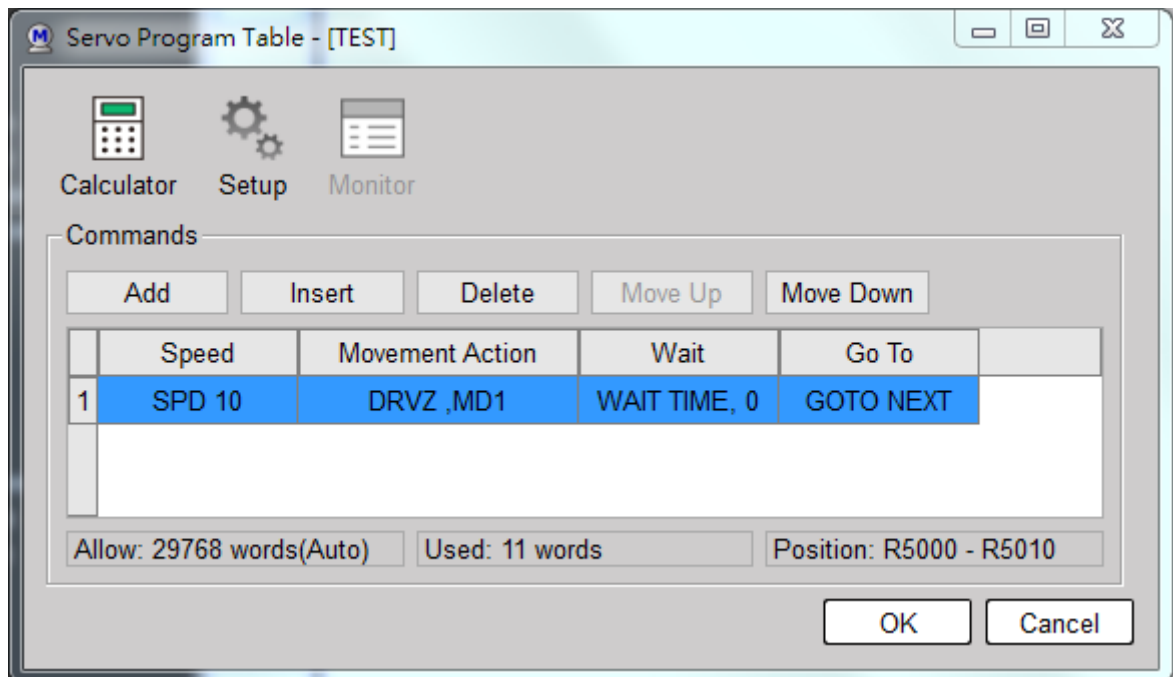 M Servo Program Table - [TEST]
Calculator Setup Monitor
Commands
Add Insert Delete Move Up Move Down
Speed Movement Action Wait Go To
1 SPD 10 DRVZ ,MD1 WAIT TIME, 0 GOTO NEXT
Allow: 29768 words(Auto) Used: 11 words Position: R5000 - R5010
OK Cancel